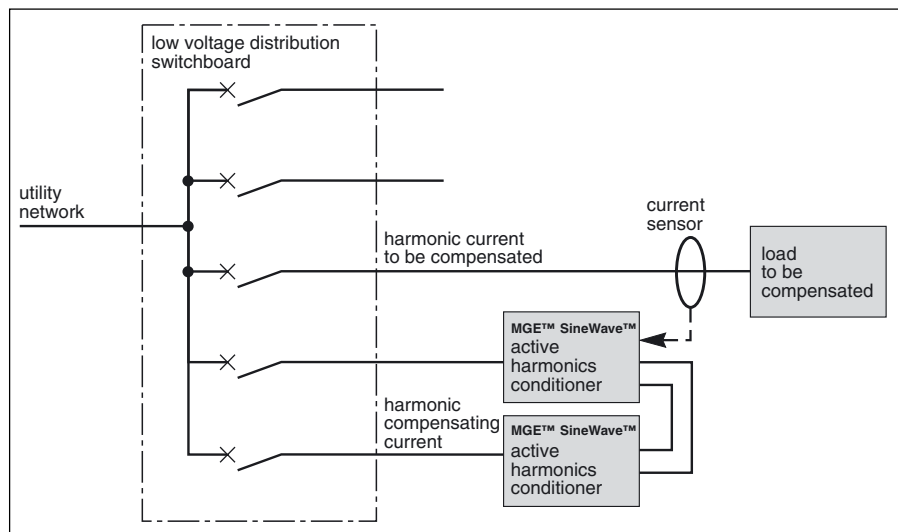 low voltage distribution
switchboard
utility
network
harmonic current
to be compensated
current
sensor
load
to be
compensated
MGE™ SineWave™
active
harmonics
conditioner
harmonic
compensating
current
MGE™ SineWave™
active
harmonics
conditioner